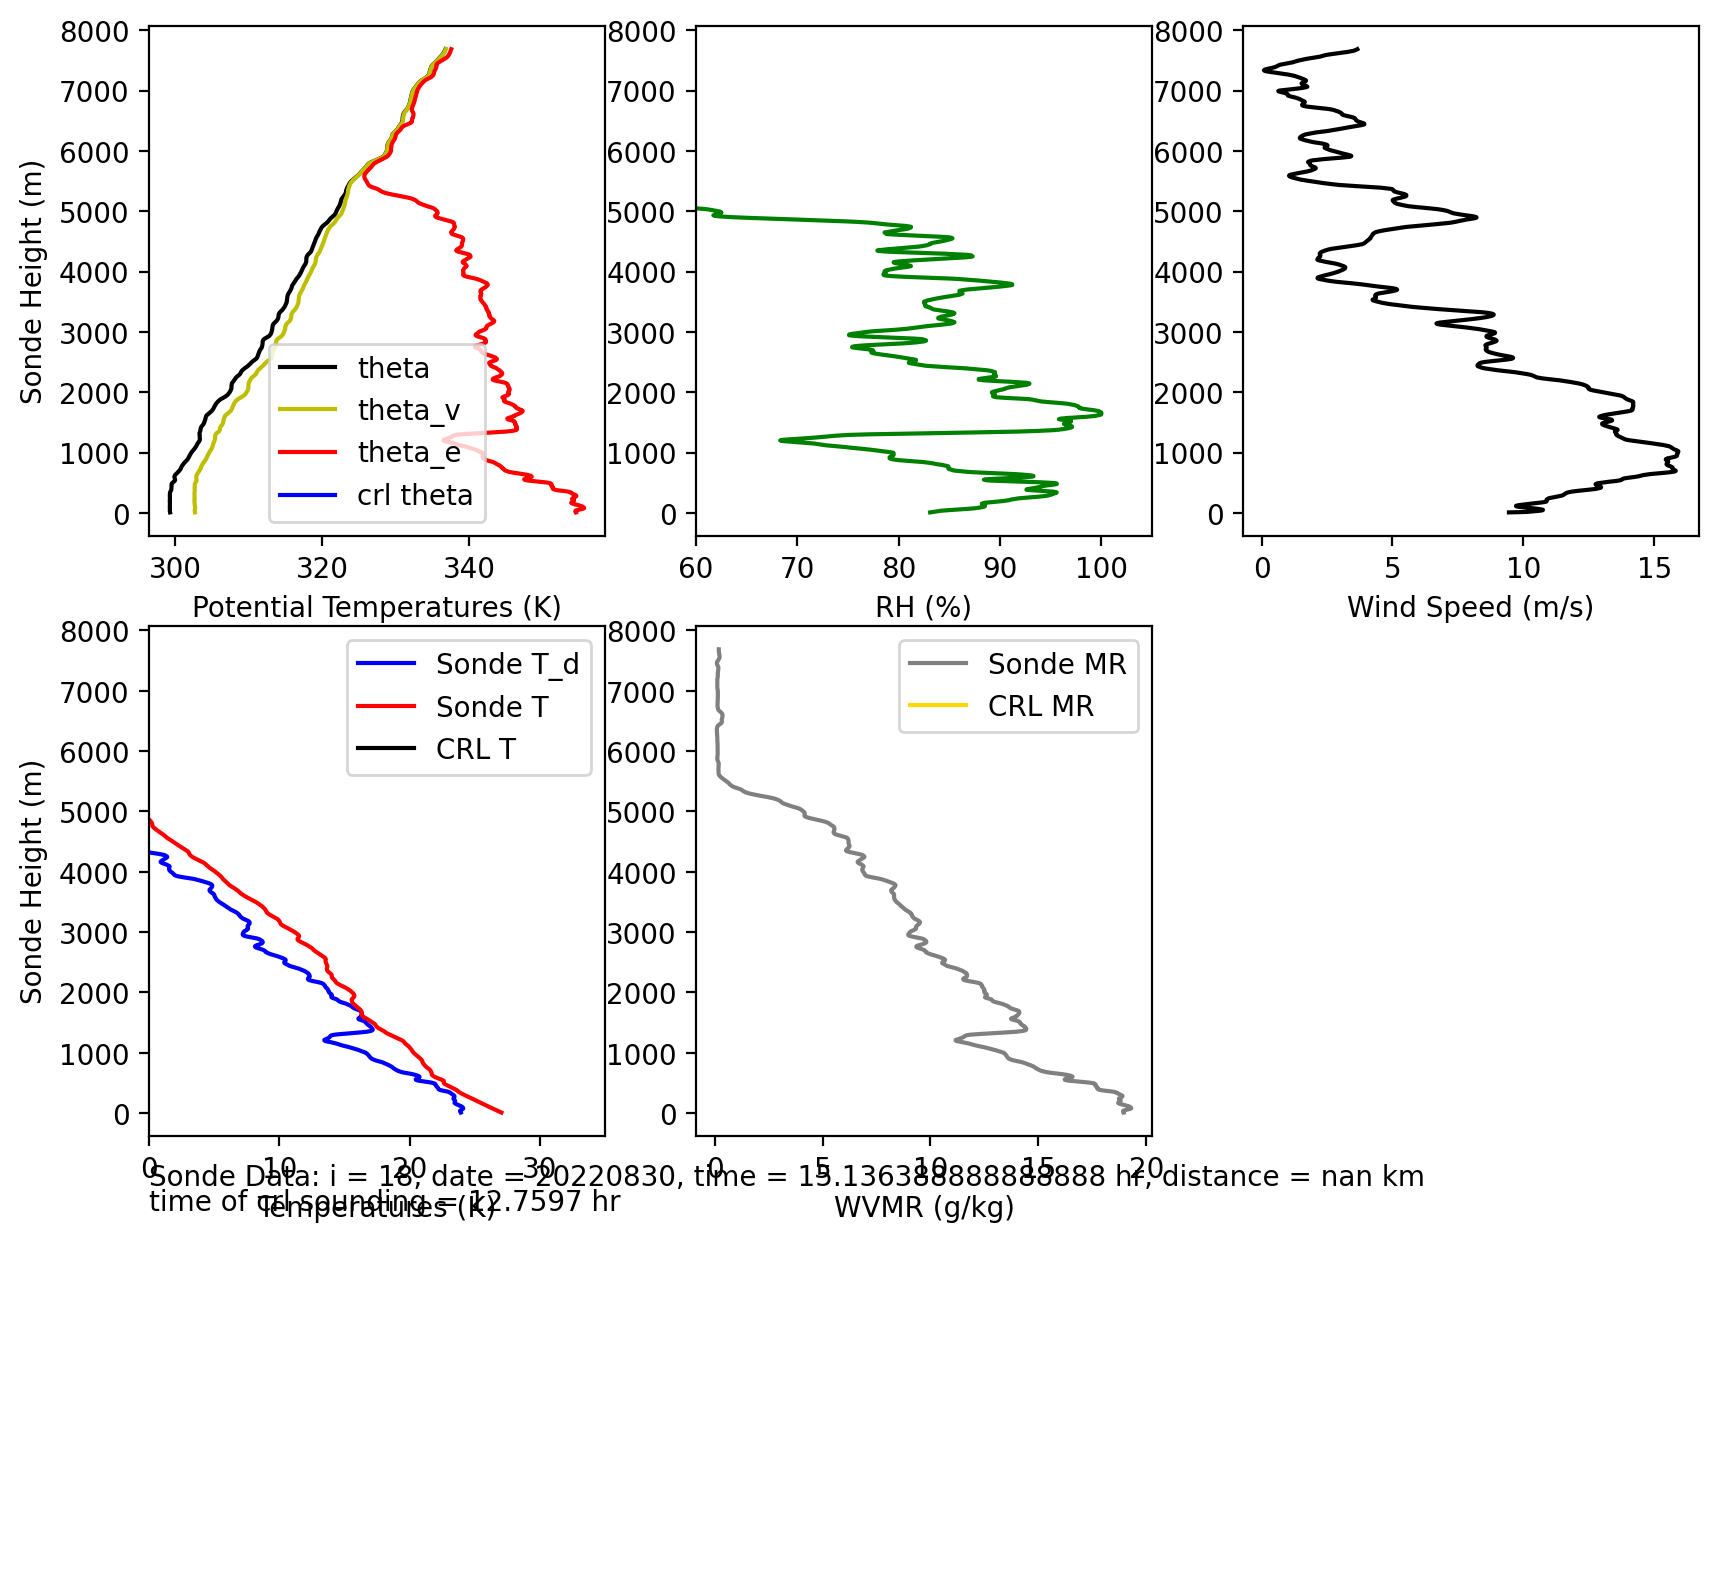 8000
7000
6000
5000
4000
3000
2000
1000
0
Sonde Height (m)
theta
theta_v
theta_e
crl theta
300 320 340
Potential Temperatures (K)
8000
7000
6000
5000
4000
3000
2000
1000
0
60 70 80 90 100
RH (%)
8000
7000
6000
5000
4000
3000
2000
1000
0
0 5 10 15
Wind Speed (m/s)
8000
7000
6000
5000
4000
3000
2000
1000
0
Sonde Height (m)
Sonde T_d
Sonde T
CRL T
0 10 20 30
Temperatures (K)
8000
7000
6000
5000
4000
3000
2000
1000
0
Sonde MR
CRL MR
0 5 10 15 20
WVMR (g/kg)
Sonde Data: i = 18, date = 20220830, time = 15.136388888888888 hr, distance = nan km
time of crl sounding = 12.7597 hr